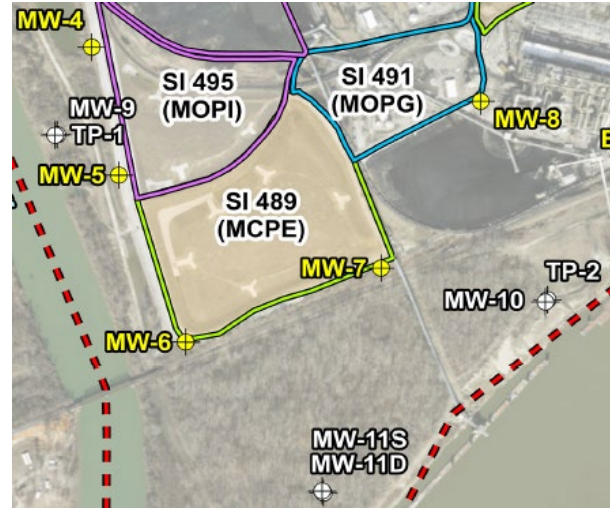 MW-4
SI 495
(MOPI)
SI 491
(MOPG)
MW-9
TP-1
MW-8
MW-5
SI 489
(MCPE)
MW-7
TP-2
MW-10
MW-6
MW-11S
MW-11D